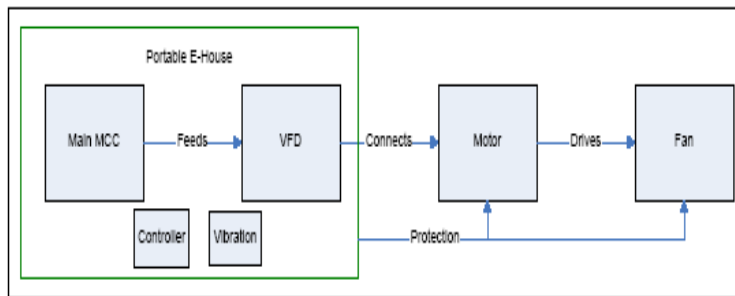 Portable E-House
Main MCC
Feeds
VFD
Connects
Motor
Drives
Fan
Controller
Vibration
Protection